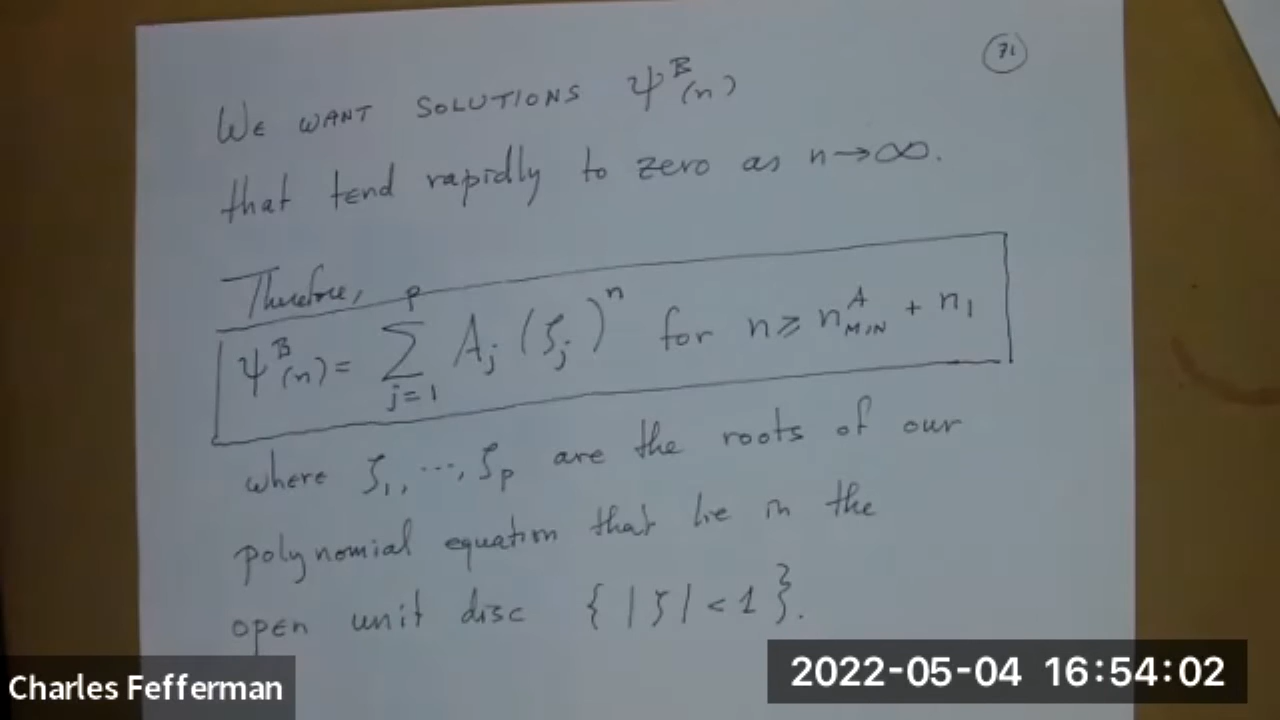 71
WE WANT SOLUTIONS ψ^B(n)
that tend rapidly to zero as n→∞.
Therefore,
ψ^B(n) = ∑_{j=1}^{p} A_j (ζ_j)^n for n ≥ n^A_{MIN} + n_1
where ζ_1, ..., ζ_p are the roots of our
polynomial equation that lie in the
open unit disc { |ζ| < 1 }.
Charles Fefferman
2022-05-04 16:54:02